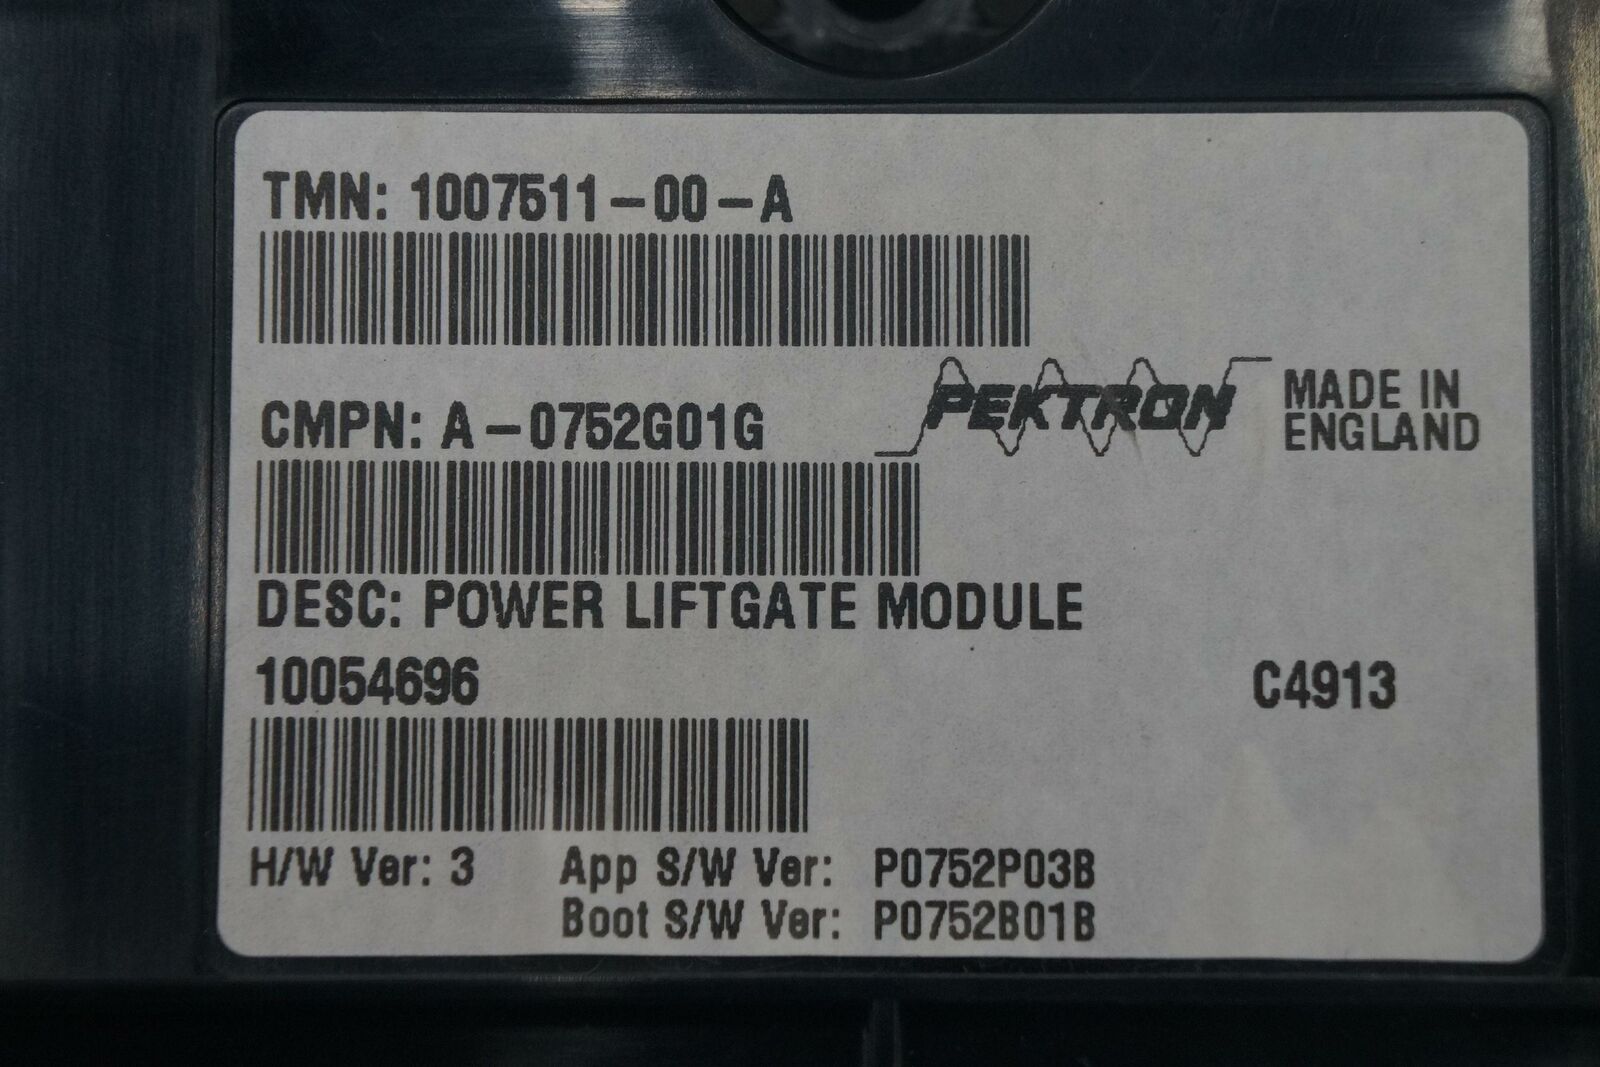 TMN: 1007511-00-A
CMPN: A-0752G01G
PEKTRON
MADE IN
ENGLAND
DESC: POWER LIFTGATE MODULE
10054696
C4913
H/W Ver: 3
App S/W Ver: P0752P03B
Boot S/W Ver: P0752B01B